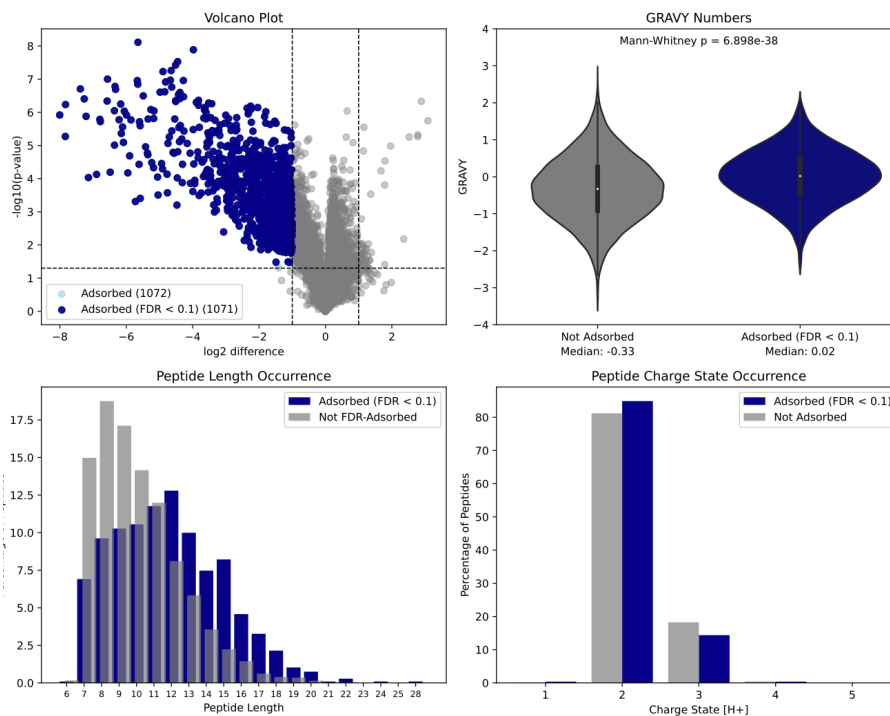 Volcano Plot
8
7
6
5
4
3
2
1
0
-log10(p-value)
Adsorbed (1072)
Adsorbed (FDR < 0.1) (1071)
−8 −6 −4 −2 0 2
log2 difference
GRAVY Numbers
Mann-Whitney p = 6.898e-38
4
3
2
1
0
−1
−2
−3
−4
GRAVY
Not Adsorbed
Median: -0.33
Adsorbed (FDR < 0.1)
Median: 0.02
Peptide Length Occurrence
Adsorbed (FDR < 0.1)
Not FDR-Adsorbed
17.5
15.0
12.5
10.0
7.5
5.0
2.5
0.0
6 7 8 9 10 11 12 13 14 15 16 17 18 19 20 21 22 24 26 28
Peptide Length
Peptide Charge State Occurrence
Adsorbed (FDR < 0.1)
Not Adsorbed
80
70
60
50
40
30
20
10
0
Percentage of Peptides
1 2 3 4 5
Charge State [H+]